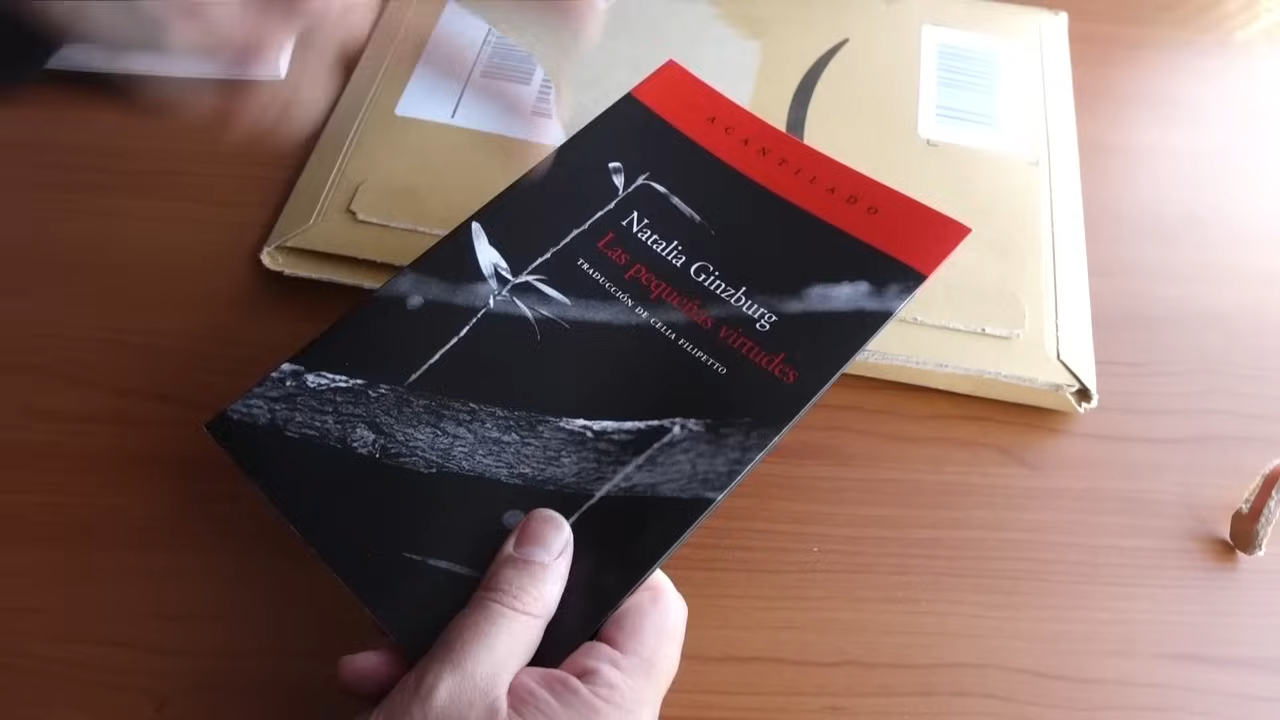 ACANTILADO
Natalia Ginzburg
Las pequeñas virtudes
TRADUCCIÓN DE CELIA FILIPETTO